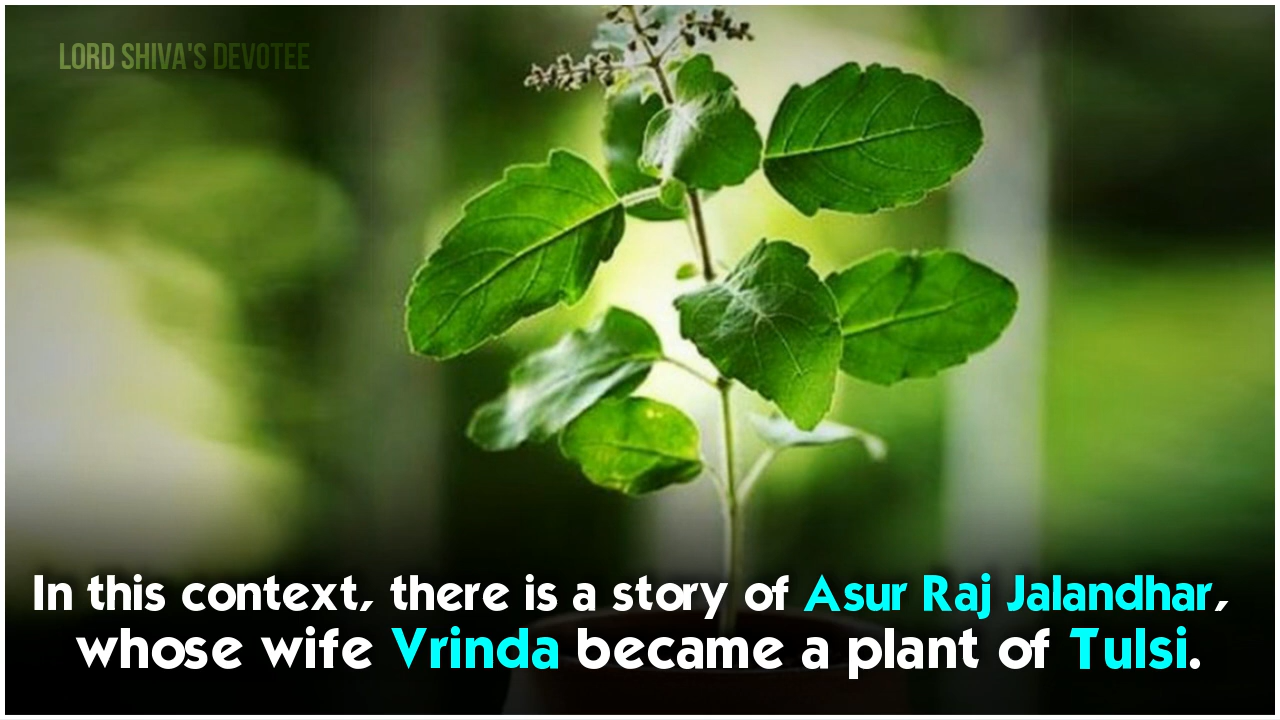 LORD SHIVA'S DEVOTEE
In this context, there is a story of Asur Raj Jalandhar,
whose wife Vrinda became a plant of Tulsi.